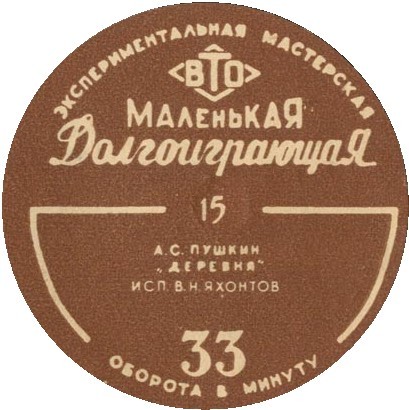 ЭКСПЕРИМЕНТАЛЬНАЯ МАСТЕРСКАЯ
ВТО
МАЛЕНЬКАЯ
Долгоиграющая
15
А.С. ПУШКИН
„ДЕРЕВНЯ"
ИСП. В.Н.ЯХОНТОВ
33
ОБОРОТА В МИНУТУ